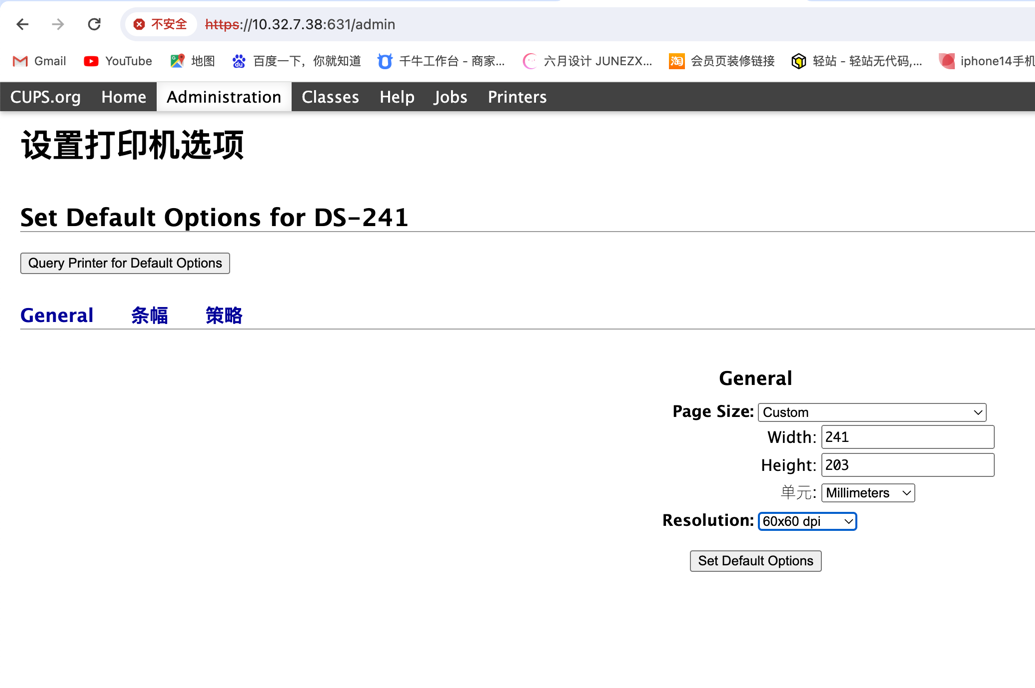 不安全 https://10.32.7.38:631/admin
Gmail YouTube 地图 百度一下，你就知道 千牛工作台 - 商家... 六月设计 JUNEZX... 淘 会员页装修链接 轻站 - 轻站无代码,... iphone14手机
CUPS.org Home Administration Classes Help Jobs Printers
设置打印机选项
Set Default Options for DS-241
Query Printer for Default Options
General 条幅 策略
General
Page Size: Custom
Width: 241
Height: 203
单元: Millimeters
Resolution: 60x60 dpi
Set Default Options